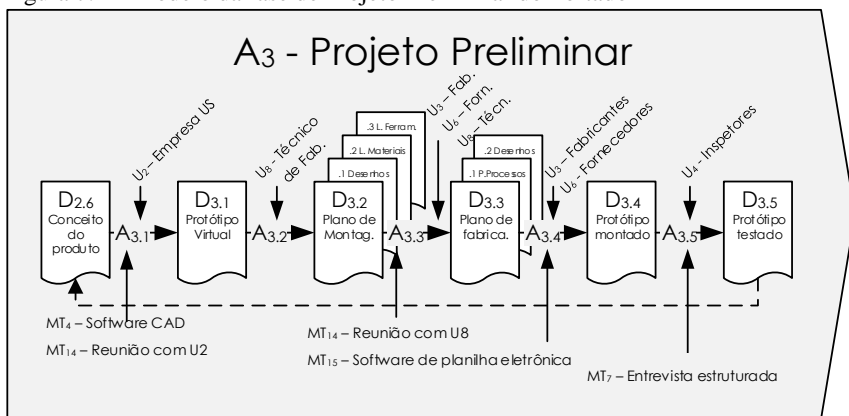 A3 - Projeto Preliminar
U2 – Empresa US
U8 – Técnico
de Fab.
.3 L. Ferram.
.2 L. Materiais
.1 Desenhos
U3 – Fab.
U6 – Forn.
U8 – Técn.
.2 Desenhos
.1 P.Processos
U3 – Fabricantes
U6 – Fornecedores
U4 – Inspetores
D2.6
Conceito
do
produto
A3.1
D3.1
Protótipo
Virtual
A3.2
D3.2
Plano de
Montag.
A3.3
D3.3
Plano de
fabrica.
A3.4
D3.4
Protótipo
montado
A3.5
D3.5
Protótipo
testado
MT4 – Software CAD
MT14 – Reunião com U2
MT14 – Reunião com U8
MT15 – Software de planilha eletrônica
MT7 – Entrevista estruturada